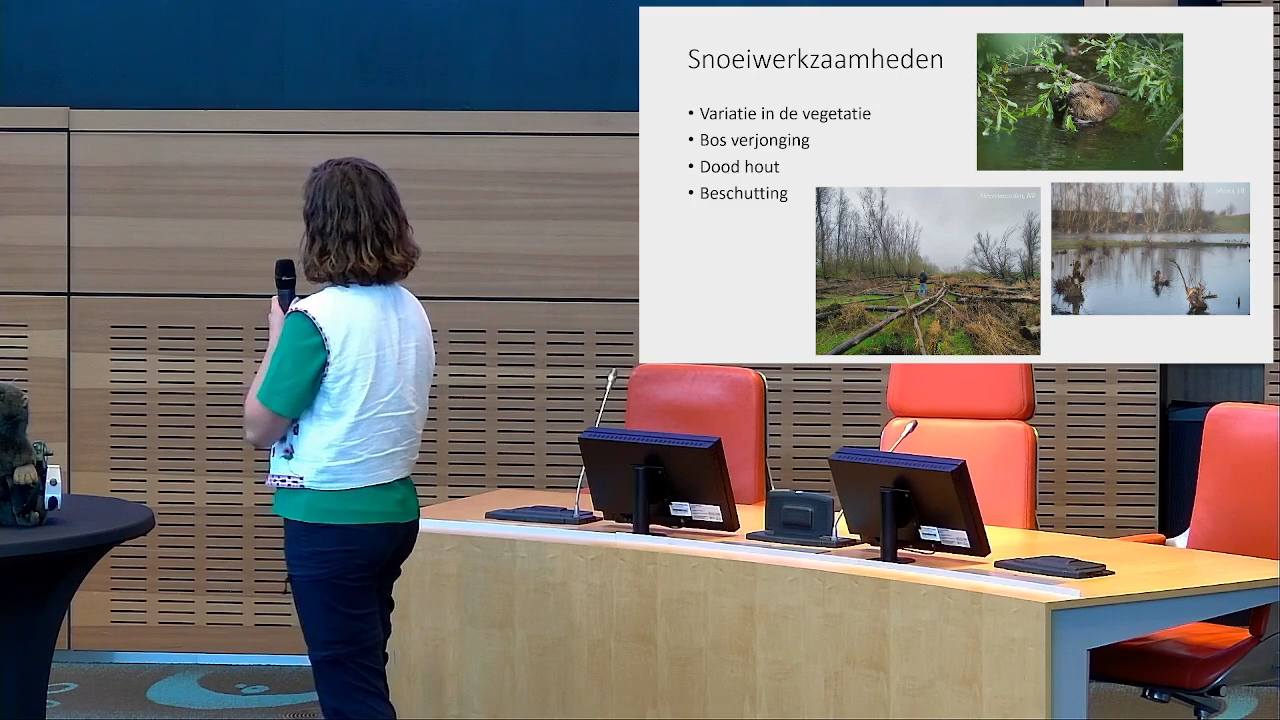 Snoeiwerkzaamheden
• Variatie in de vegetatie
• Bos verjonging
• Dood hout
• Beschutting